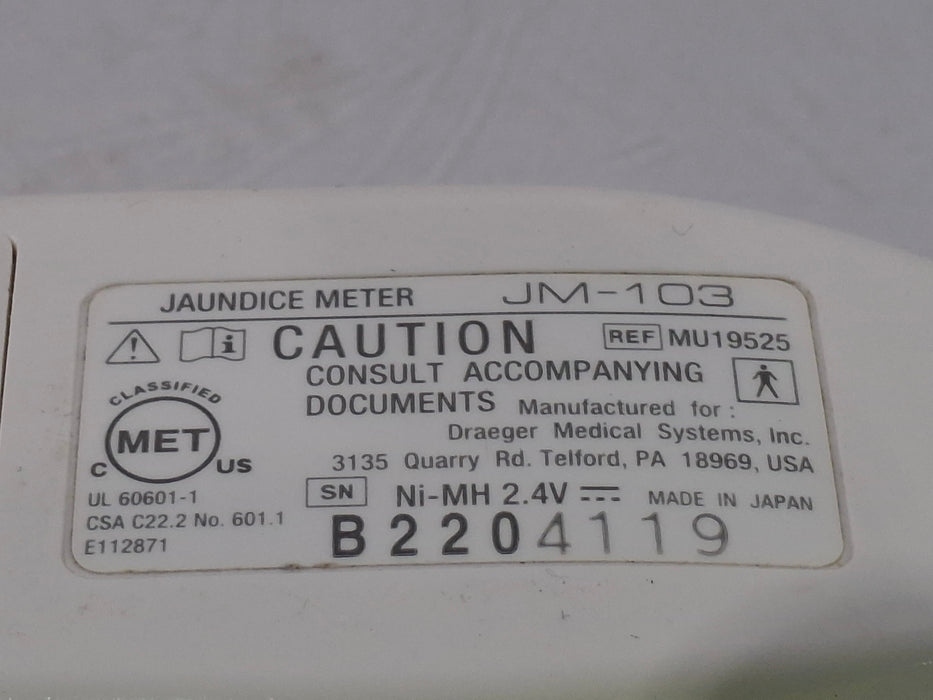 JAUNDICE METER JM-103
CAUTION REF MU19525
CONSULT ACCOMPANYING
DOCUMENTS Manufactured for :
Draeger Medical Systems, Inc.
3135 Quarry Rd. Telford, PA 18969, USA
CLASSIFIED
MET
C US
UL 60601-1
CSA C22.2 No. 601.1
E112871
SN Ni-MH 2.4V MADE IN JAPAN
B2204119